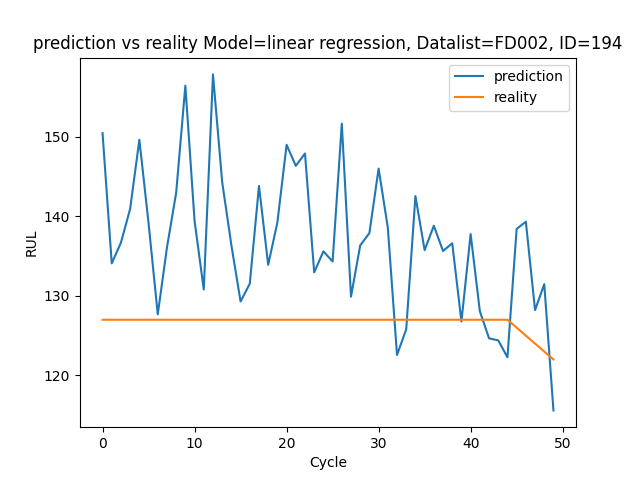 prediction vs reality Model=linear regression, Datalist=FD002, ID=194
prediction
reality
RUL
150
140
130
120
0 10 20 30 40 50
Cycle